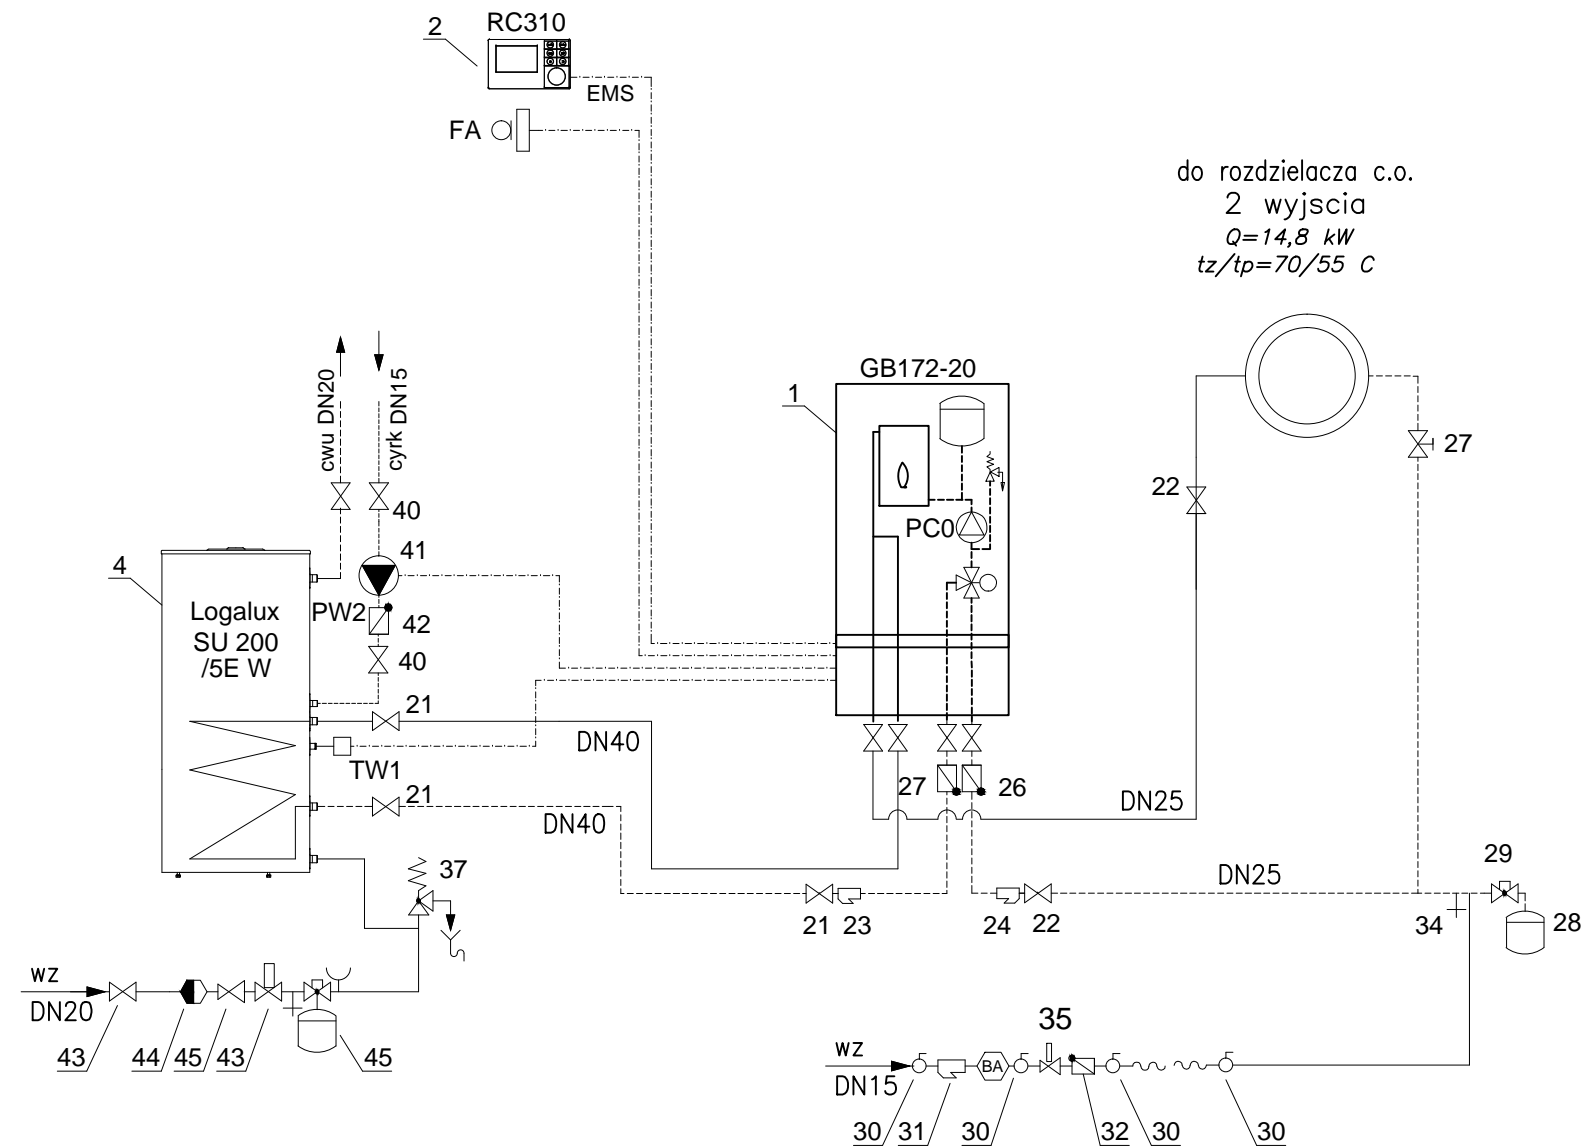 2
RC310
EMS
FA
do rozdzielacza c.o.
2 wyjscia
Q=14,8 kW
tz/tp=70/55 C
cwu DN20
cyrk DN15
GB172-20
1
27
22
40
PC0
41
4
Logalux
SU 200
/5E W
PW2
42
40
21
DN40
TW1
21
DN40
27
26
DN25
37
DN25
29
21
23
24
22
34
28
WZ
DN20
43
44
45
43
45
35
WZ
DN15
BA
30
31
30
32
30
30